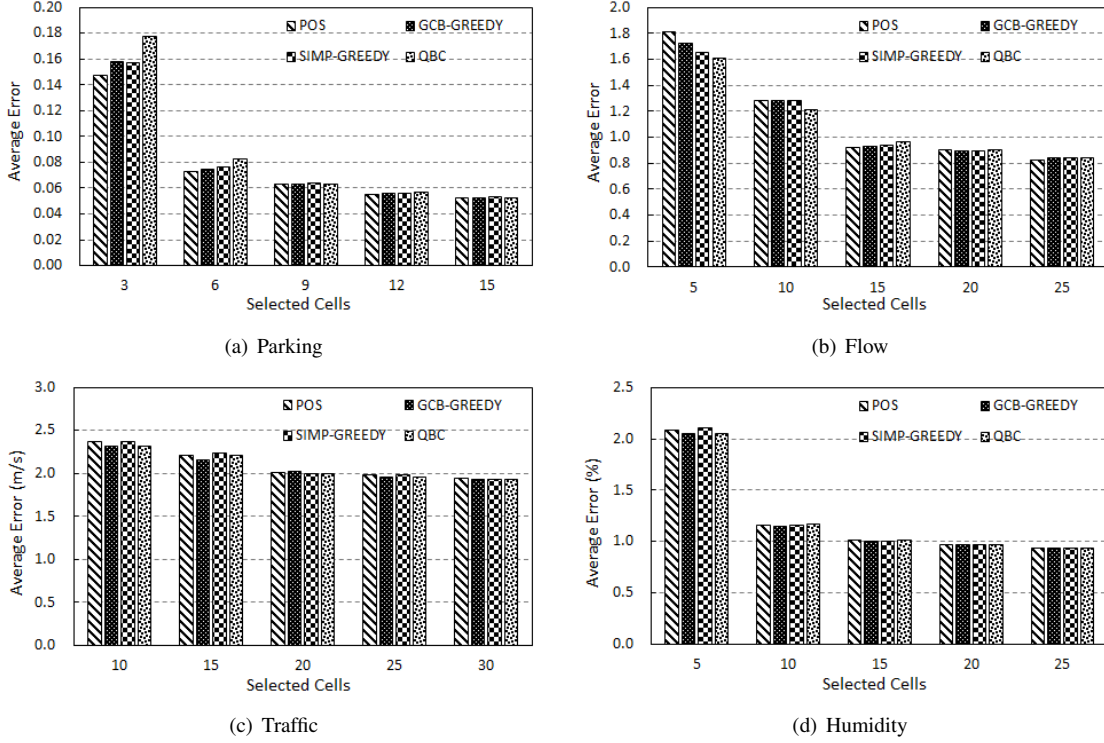 POS GCB-GREEDY
SIMP-GREEDY QBC
0.20
0.18
0.16
0.14
0.12
0.10
0.08
0.06
0.04
0.02
0.00
Average Error
3 6 9 12 15
Selected Cells
(a) Parking
POS GCB-GREEDY
SIMP-GREEDY QBC
2.0
1.8
1.6
1.4
1.2
1.0
0.8
0.6
0.4
0.2
0.0
Average Error
5 10 15 20 25
Selected Cells
(b) Flow
POS GCB-GREEDY
SIMP-GREEDY QBC
3.0
2.5
2.0
1.5
1.0
0.5
0.0
Average Error (m/s)
10 15 20 25 30
Selected Cells
(c) Traffic
POS GCB-GREEDY
SIMP-GREEDY QBC
2.5
2.0
1.5
1.0
0.5
0.0
Average Error (%)
5 10 15 20 25
Selected Cells
(d) Humidity